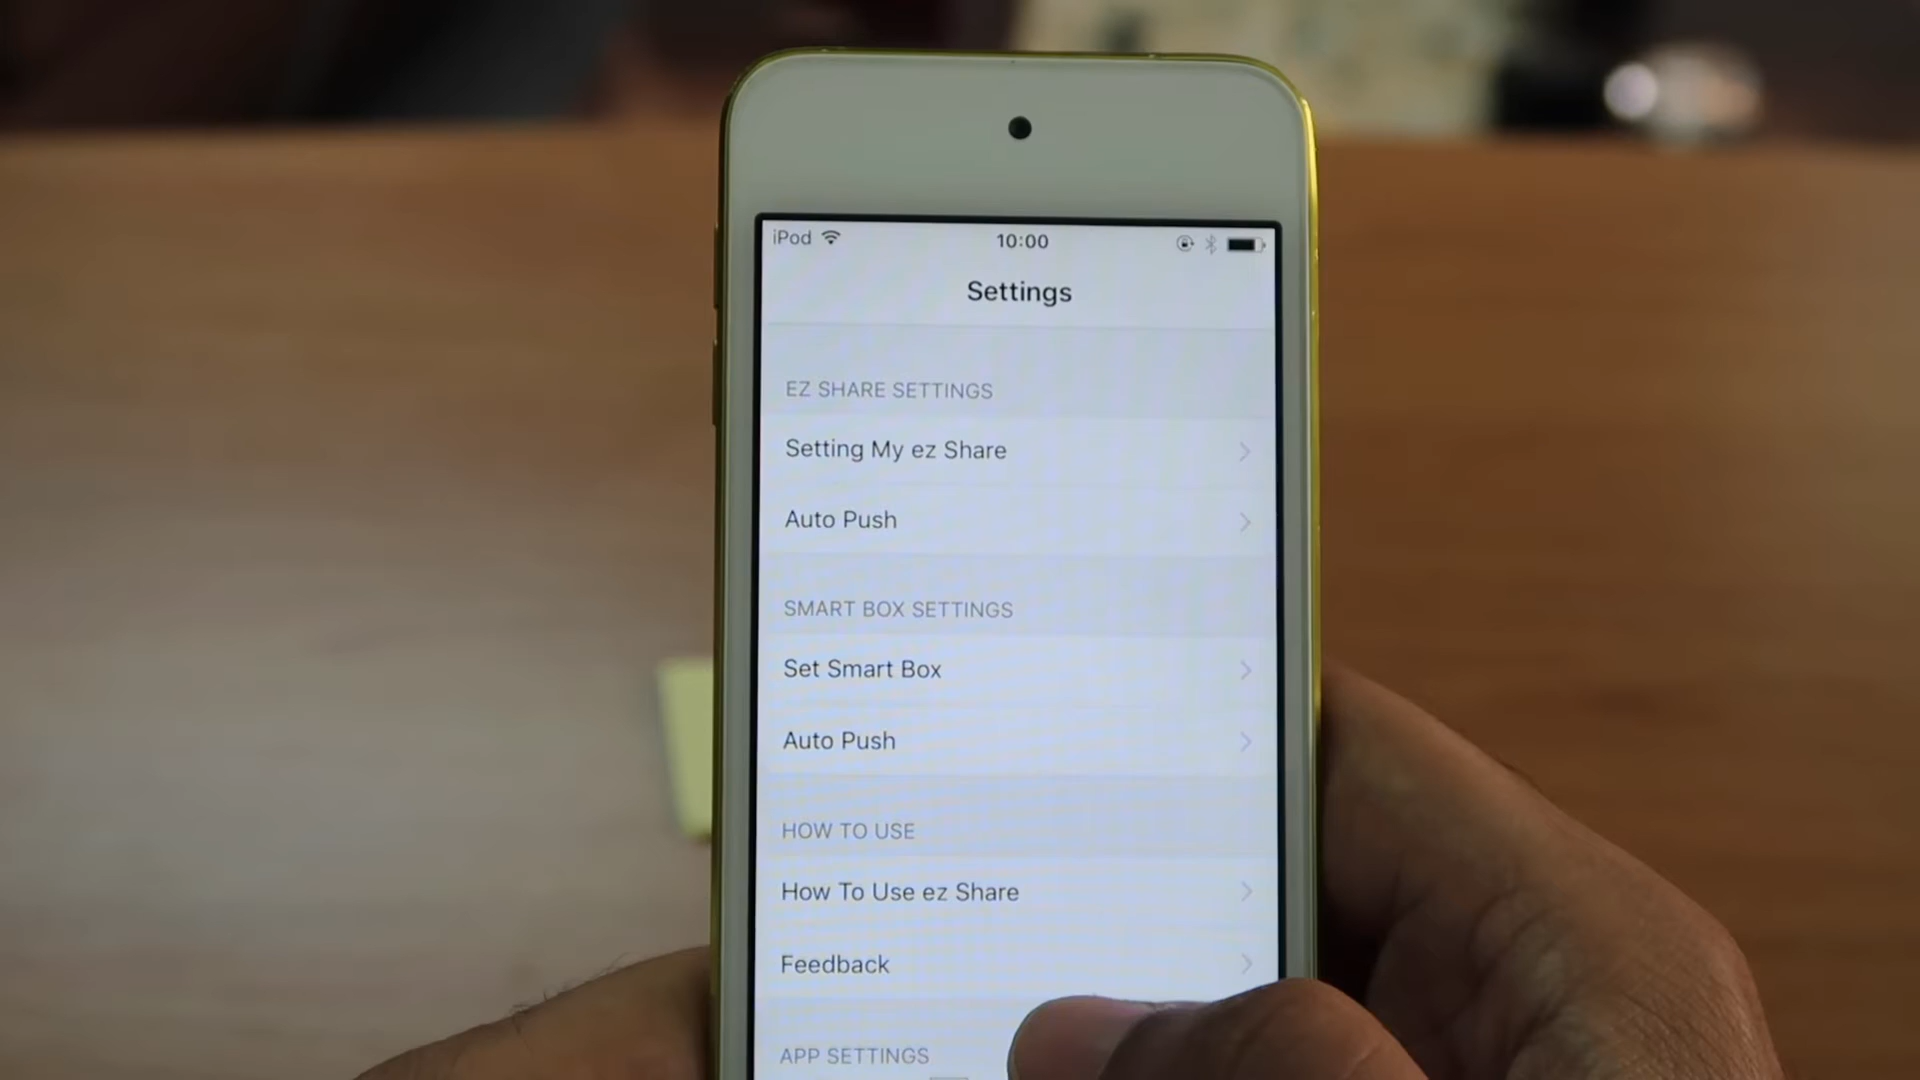 iPod 10:00
Settings
EZ SHARE SETTINGS
Setting My ez Share
Auto Push
SMART BOX SETTINGS
Set Smart Box
Auto Push
HOW TO USE
How To Use ez Share
Feedback
APP SETTINGS